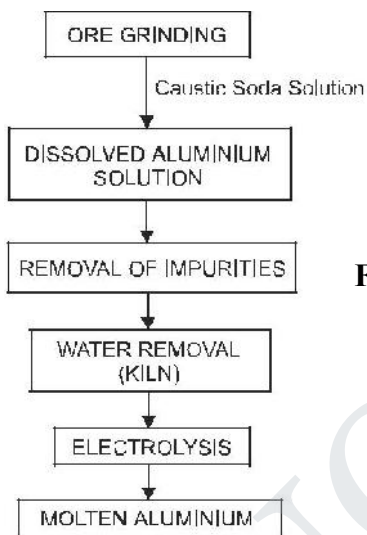 ORE GRINDING
Caustic Soda Solution
DISSOLVED ALUMINIUM
SOLUTION
REMOVAL OF IMPURITIES
F
WATER REMOVAL
(KILN)
ELECTROLYSIS
MOLTEN ALUMINIUM